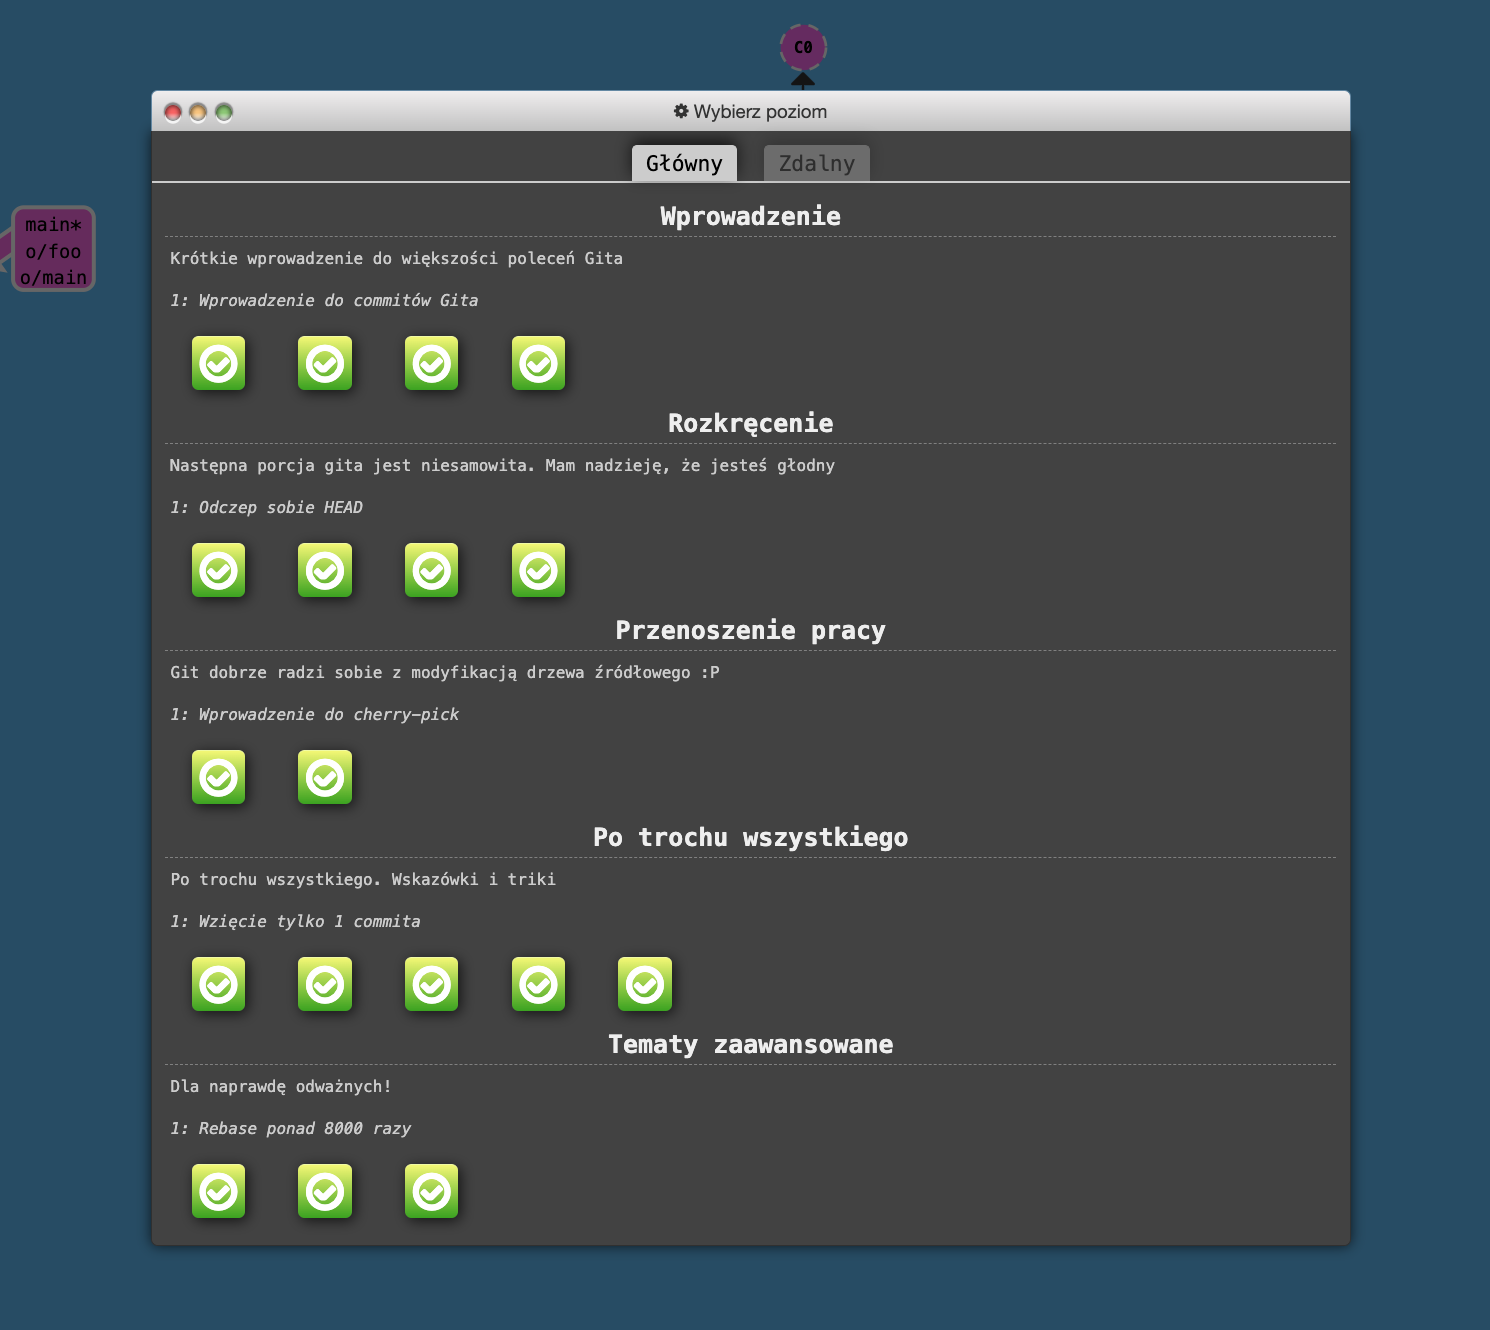 C0
Wybierz poziom
Główny
Zdalny
main*
o/foo
o/main
Wprowadzenie
Krótkie wprowadzenie do większości poleceń Gita
1: Wprowadzenie do commitów Gita
Rozkręcenie
Następna porcja gita jest niesamowita. Mam nadzieję, że jesteś głodny
1: Odczep sobie HEAD
Przenoszenie pracy
Git dobrze radzi sobie z modyfikacją drzewa źródłowego :P
1: Wprowadzenie do cherry-pick
Po trochu wszystkiego
Po trochu wszystkiego. Wskazówki i triki
1: Wzięcie tylko 1 commita
Tematy zaawansowane
Dla naprawdę odważnych!
1: Rebase ponad 8000 razy